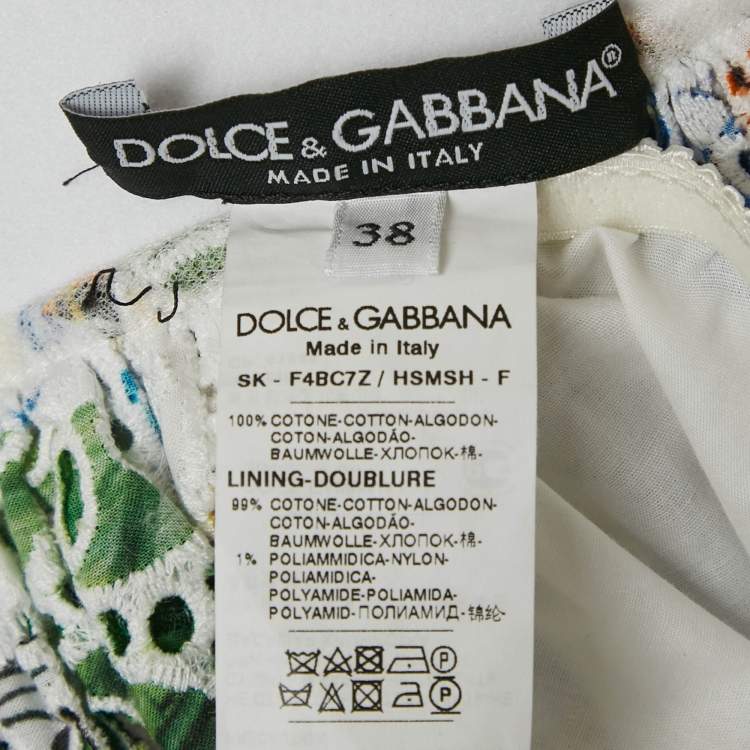 DOLCE & GABBANA®
MADE IN ITALY
38
DOLCE & GABBANA
Made in Italy
SK - F4BC7Z / HSMSH - F
100% COTONE-COTTON-ALGODON-
COTON-ALGODÃO-
BAUMWOLLE-ХЛОПОК-棉-
LINING-DOUBLURE
99% COTONE-COTTON-ALGODON-
COTON-ALGODÃO-
BAUMWOLLE-ХЛОПОК-棉-
1% POLIAMMIDICA-NYLON-
POLIAMIDICA-
POLYAMIDE-POLIAMIDA-
POLYAMID-ПОЛИАМИД-锦纶-
P
P